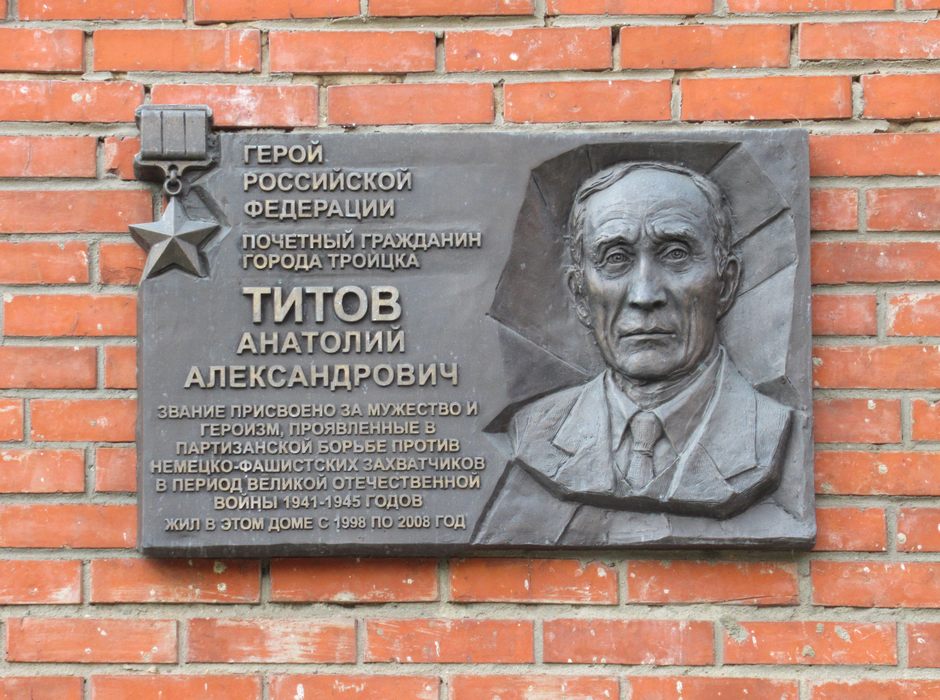 ГЕРОЙ
РОССИЙСКОЙ
ФЕДЕРАЦИИ
ПОЧЕТНЫЙ ГРАЖДАНИН
ГОРОДА ТРОИЦКА
ТИТОВ
АНАТОЛИЙ
АЛЕКСАНДРОВИЧ
ЗВАНИЕ ПРИСВОЕНО ЗА МУЖЕСТВО И
ГЕРОИЗМ, ПРОЯВЛЕННЫЕ В
ПАРТИЗАНСКОЙ БОРЬБЕ ПРОТИВ
НЕМЕЦКО-ФАШИСТСКИХ ЗАХВАТЧИКОВ
В ПЕРИОД ВЕЛИКОЙ ОТЕЧЕСТВЕННОЙ
ВОЙНЫ 1941-1945 ГОДОВ
ЖИЛ В ЭТОМ ДОМЕ С 1998 ПО 2008 ГОД